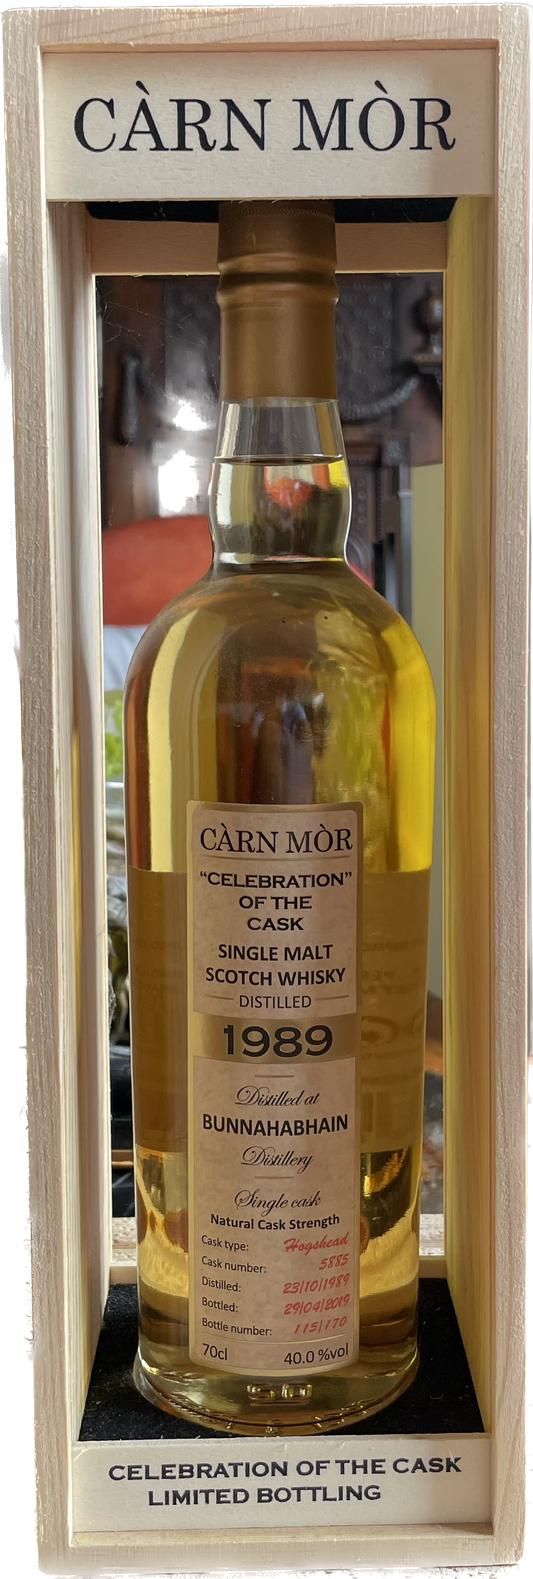 CÀRN MÒR
CÀRN MÒR
“CELEBRATION”
OF THE
CASK
SINGLE MALT
SCOTCH WHISKY
DISTILLED
1989
Distilled at
BUNNAHABHAIN
Distillery
Single cask
Natural Cask Strength
Cask type: Hogshead
Cask number: 5885
Distilled: 23|10|1989
Bottled: 29|04|2019
Bottle number: 115|170
70cl 40.0 %vol
CELEBRATION OF THE CASK
LIMITED BOTTLING